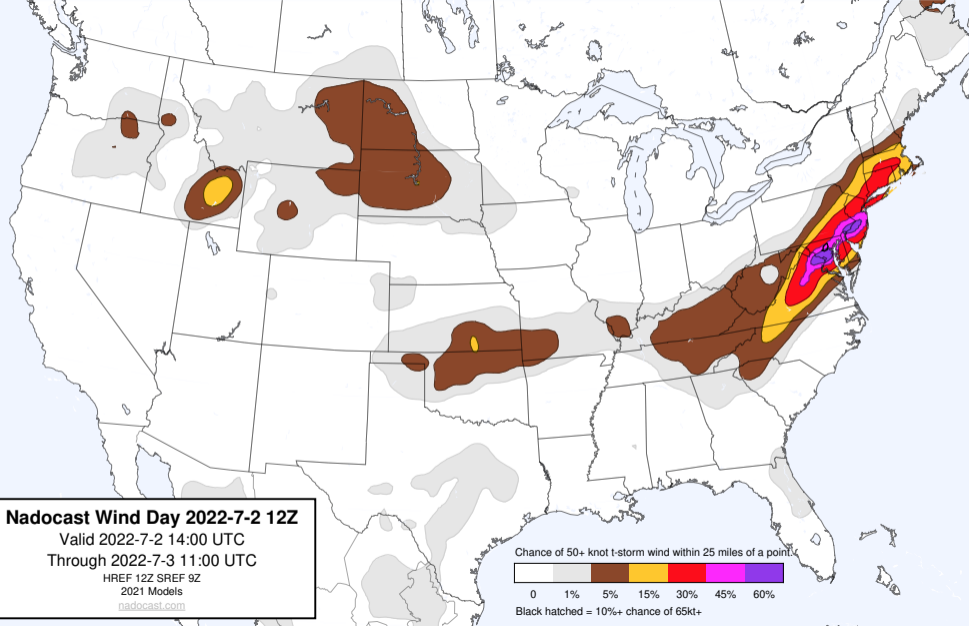 Nadocast Wind Day 2022-7-2 12Z
Valid 2022-7-2 14:00 UTC
Through 2022-7-3 11:00 UTC
HREF 12Z SREF 9Z
2021 Models
nadocast.com
Chance of 50+ knot t-storm wind within 25 miles of a point.
0 1% 5% 15% 30% 45% 60%
Black hatched = 10%+ chance of 65kt+